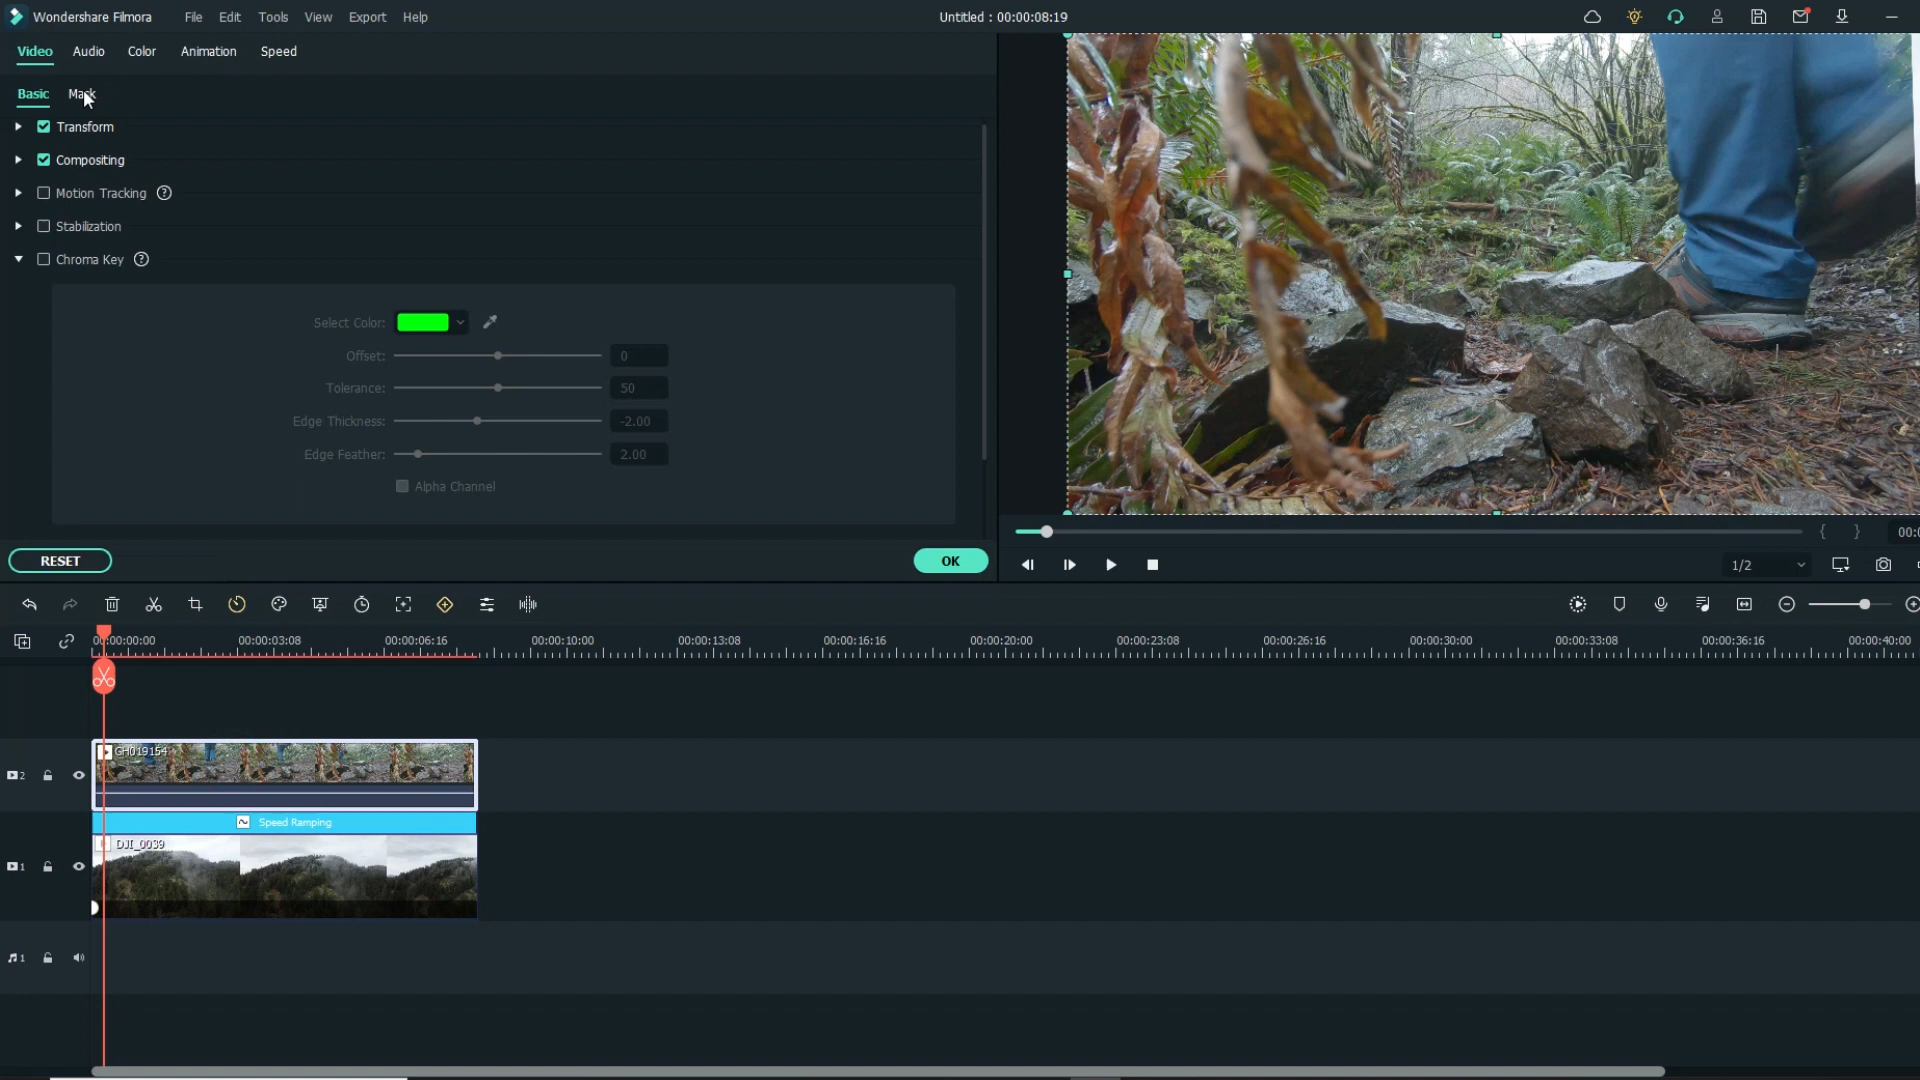 Wondershare Filmora File Edit Tools View Export Help Untitled : 00:00:08:19
Video Audio Color Animation Speed
Basic Mask
Transform
Compositing
Motion Tracking ?
Stabilization
Chroma Key ?
Select Color:
Offset: 0
Tolerance: 50
Edge Thickness: -2.00
Edge Feather: 2.00
Alpha Channel
{ }
RESET OK
1/2
00:00:00:00 00:00:03:08 00:00:06:16 00:00:10:00 00:00:13:08 00:00:16:16 00:00:20:00 00:00:23:08 00:00:26:16 00:00:30:00 00:00:33:08 00:00:36:16 00:00:40:00
GH019154
2
Speed Ramping
DJI_0039
1
1